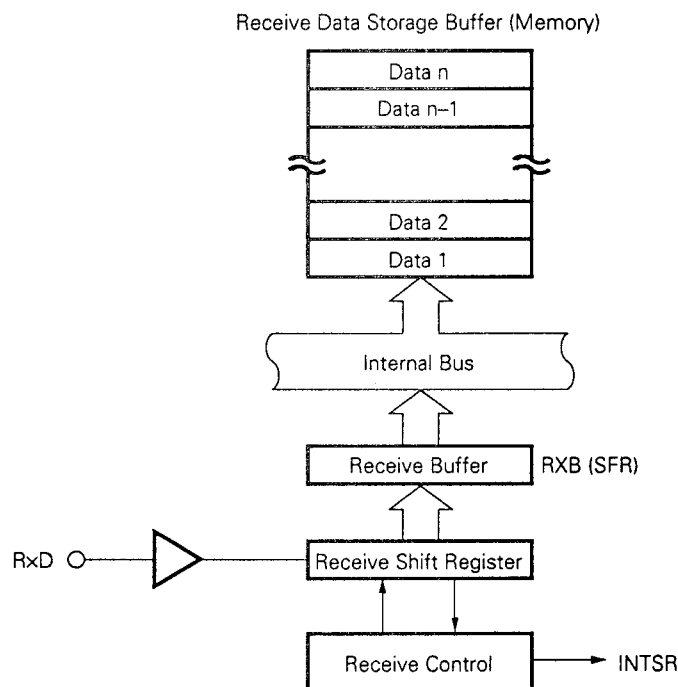 Receive Data Storage Buffer (Memory)
Data n
Data n–1
Data 2
Data 1
Internal Bus
Receive Buffer
RXB (SFR)
RxD
Receive Shift Register
Receive Control
INTSR